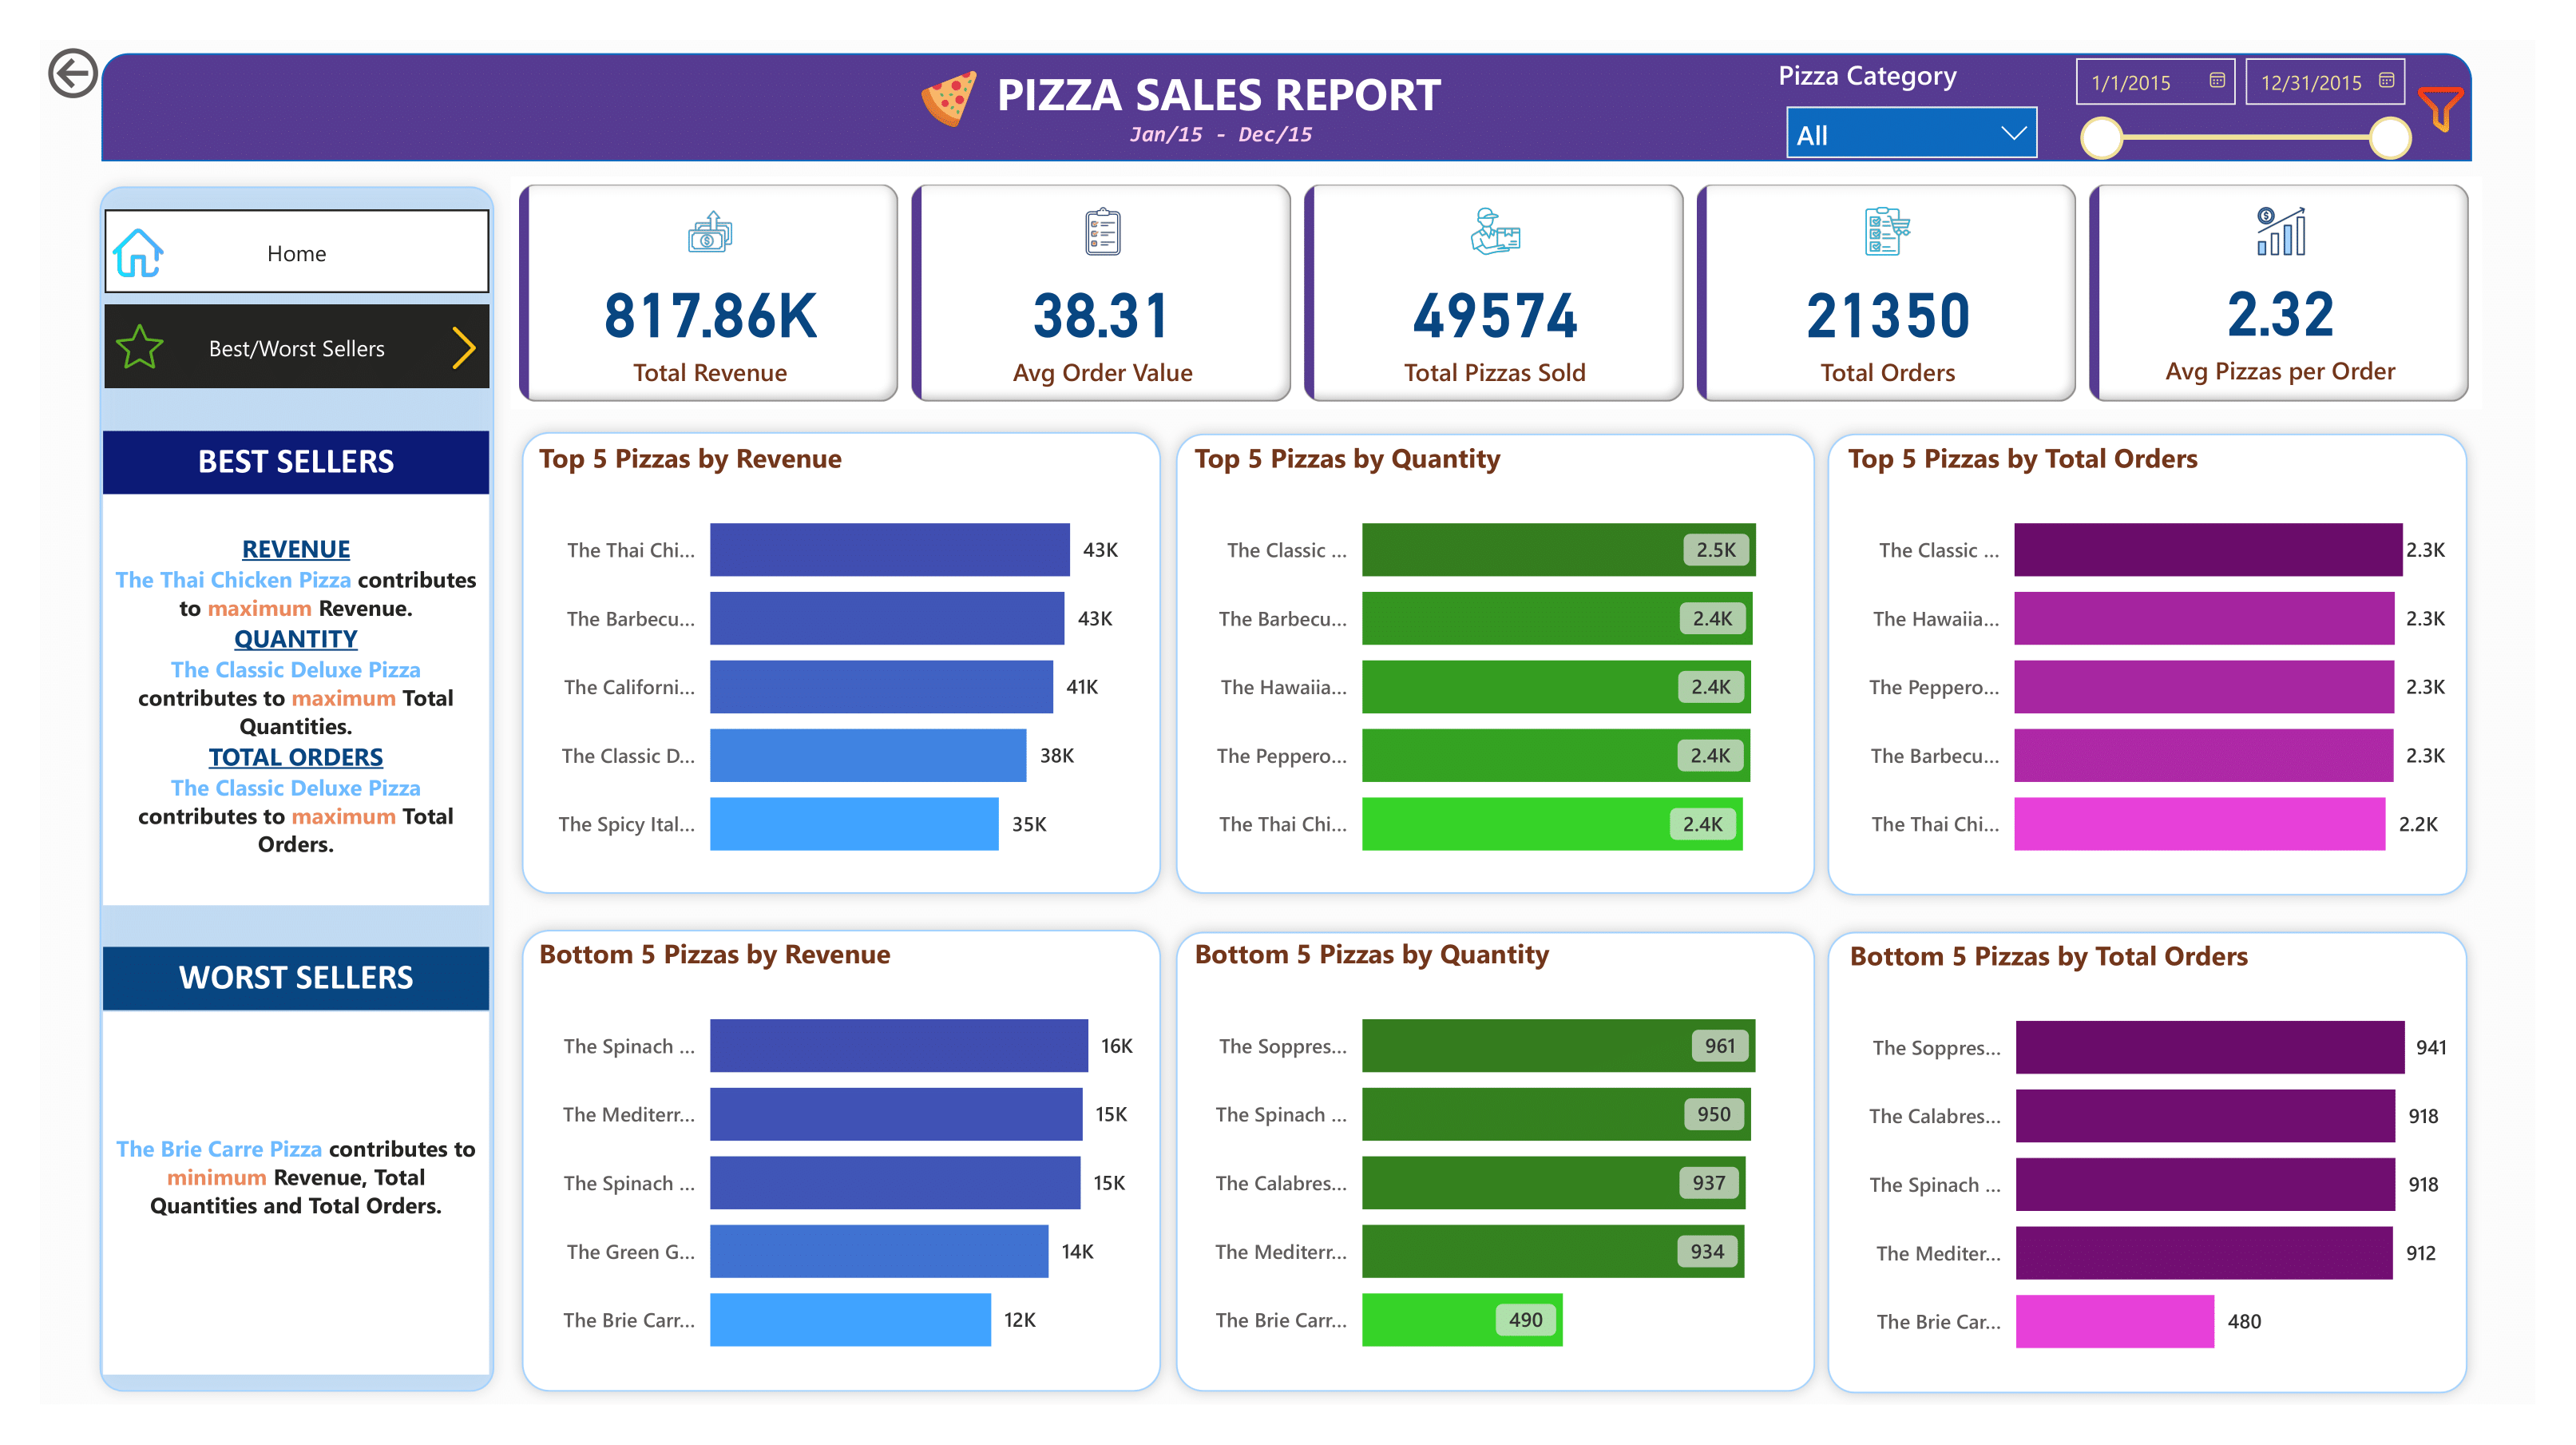 PIZZA SALES REPORT
Jan/15 - Dec/15
Pizza Category
All
1/1/2015
12/31/2015
Home
Best/Worst Sellers
817.86K
Total Revenue
38.31
Avg Order Value
49574
Total Pizzas Sold
21350
Total Orders
2.32
Avg Pizzas per Order
BEST SELLERS
REVENUE
The Thai Chicken Pizza contributes
to maximum Revenue.
QUANTITY
The Classic Deluxe Pizza
contributes to maximum Total
Quantities.
TOTAL ORDERS
The Classic Deluxe Pizza
contributes to maximum Total
Orders.
WORST SELLERS
The Brie Carre Pizza contributes to
minimum Revenue, Total
Quantities and Total Orders.
Top 5 Pizzas by Revenue
The Thai Chi... 43K
The Barbecu... 43K
The Californi... 41K
The Classic D... 38K
The Spicy Ital... 35K
Top 5 Pizzas by Quantity
The Classic ... 2.5K
The Barbecu... 2.4K
The Hawaiia... 2.4K
The Peppero... 2.4K
The Thai Chi... 2.4K
Top 5 Pizzas by Total Orders
The Classic ... 2.3K
The Hawaiia... 2.3K
The Peppero... 2.3K
The Barbecu... 2.3K
The Thai Chi... 2.2K
Bottom 5 Pizzas by Revenue
The Spinach ... 16K
The Mediterr... 15K
The Spinach ... 15K
The Green G... 14K
The Brie Carr... 12K
Bottom 5 Pizzas by Quantity
The Soppres... 961
The Spinach ... 950
The Calabres... 937
The Mediterr... 934
The Brie Carr... 490
Bottom 5 Pizzas by Total Orders
The Soppres... 941
The Calabres... 918
The Spinach ... 918
The Mediter... 912
The Brie Car... 480